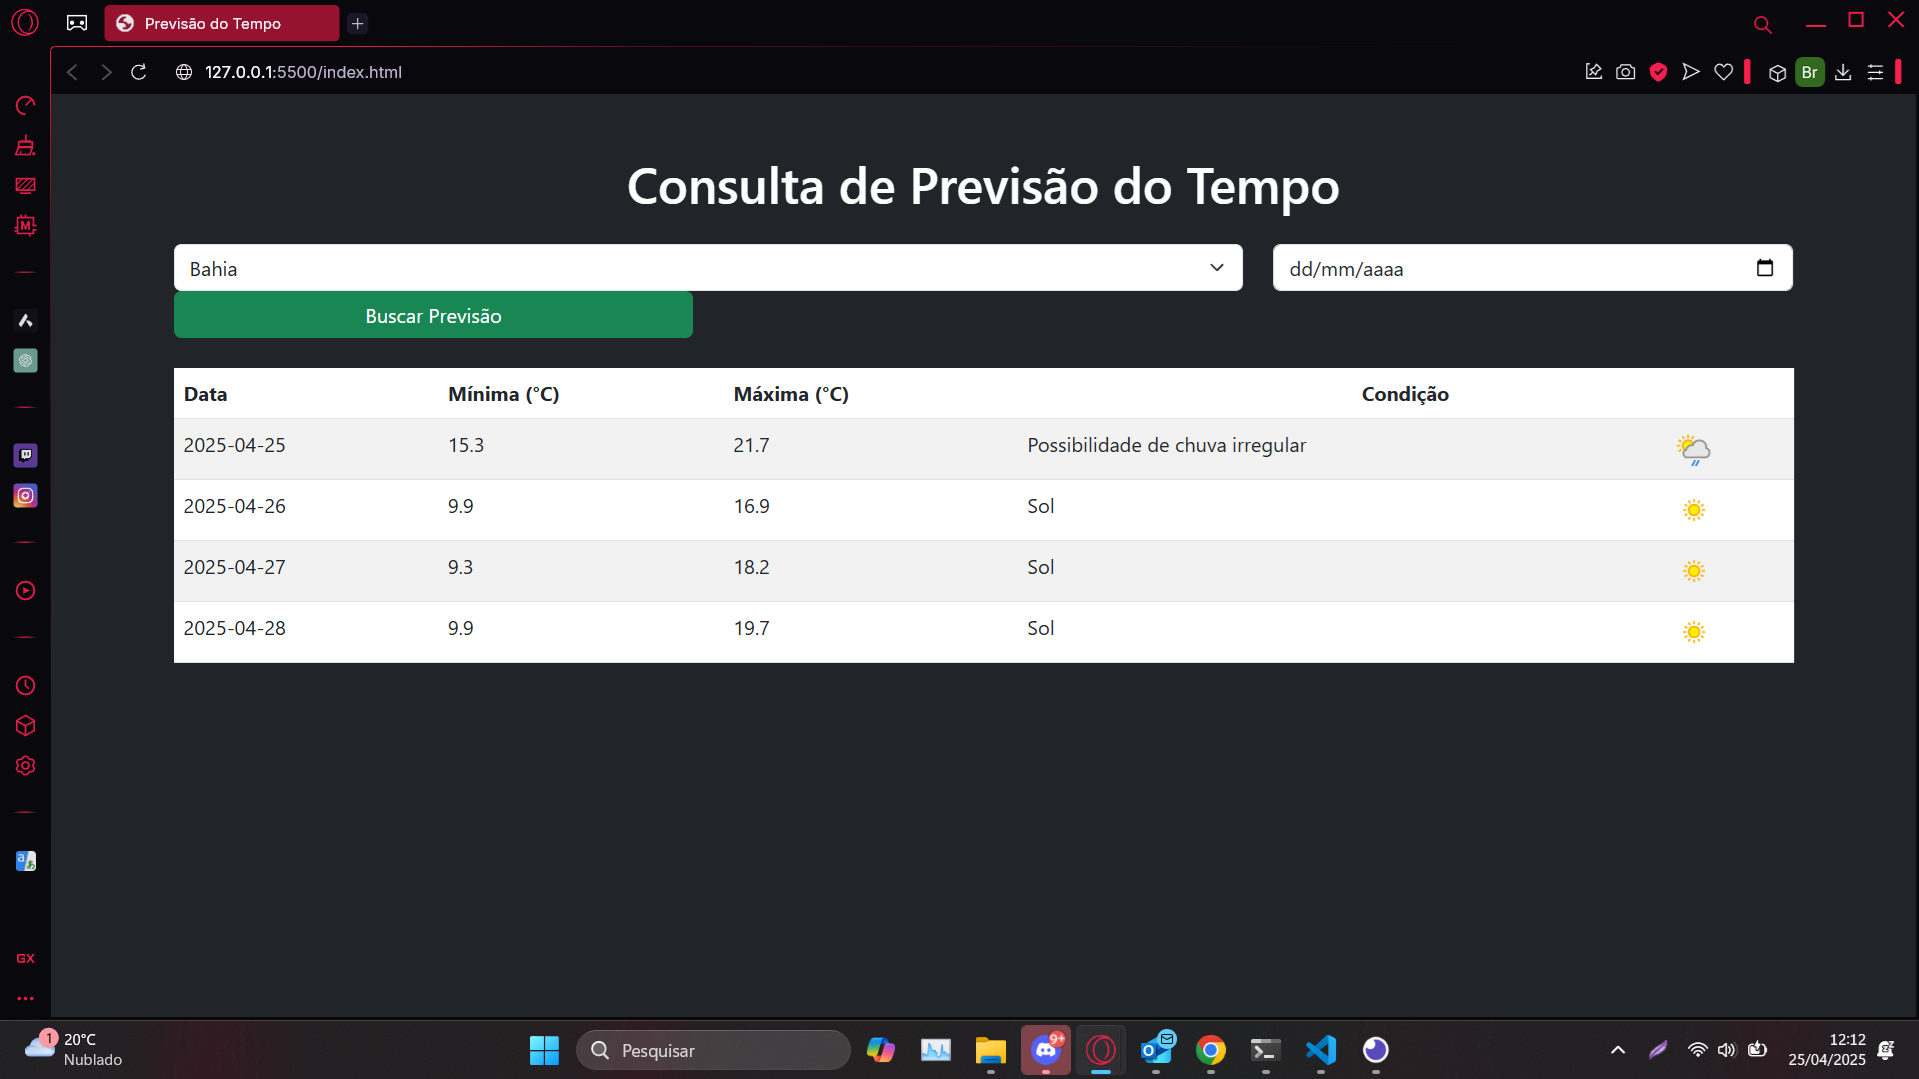 Previsão do Tempo
127.0.0.1:5500/index.html
Br
M
Consulta de Previsão do Tempo
Bahia
dd/mm/aaaa
Buscar Previsão
Data Mínima (°C) Máxima (°C) Condição
2025-04-25 15.3 21.7 Possibilidade de chuva irregular
2025-04-26 9.9 16.9 Sol
2025-04-27 9.3 18.2 Sol
2025-04-28 9.9 19.7 Sol
GX
1
20°C
Nublado
Pesquisar
9+
12:12
25/04/2025